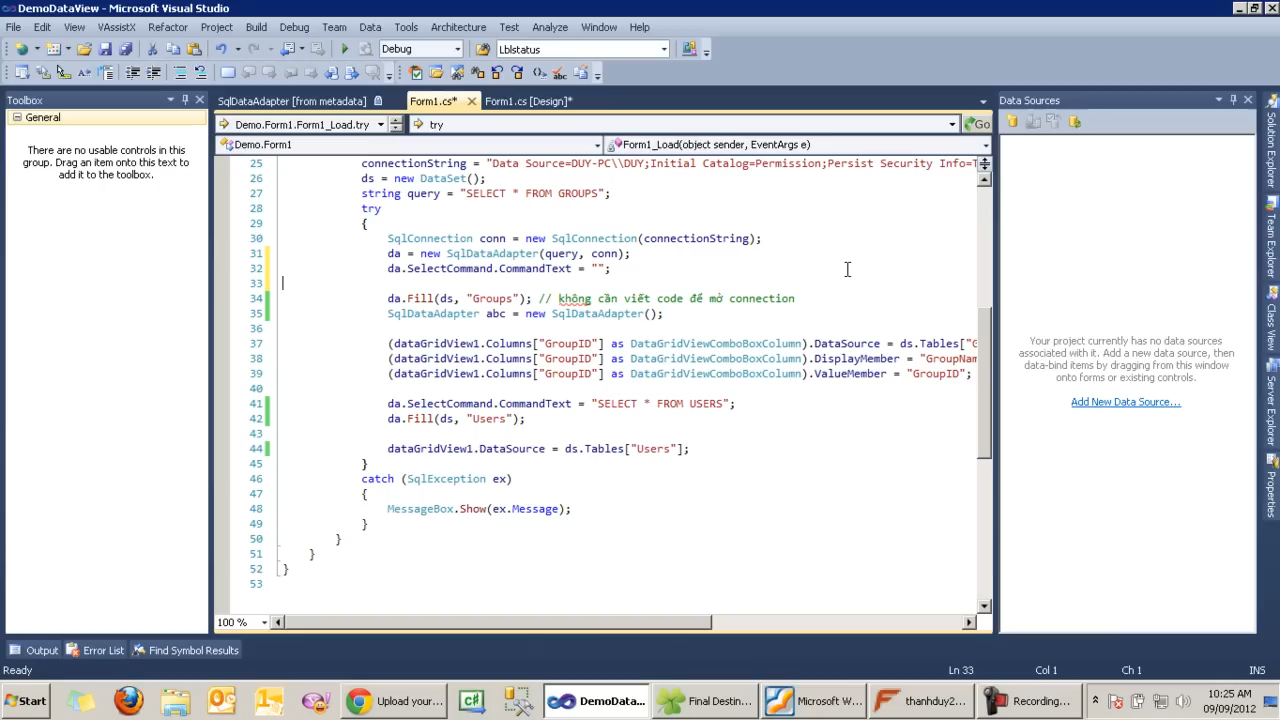 DemoDataView - Microsoft Visual Studio
File Edit View VAssistX Refactor Project Build Debug Team Data Tools Architecture Test Analyze Window Help
Debug Lblstatus
Toolbox
General
There are no usable controls in this
group. Drag an item onto this text to
add it to the toolbox.
SqlDataAdapter [from metadata] Form1.cs* Form1.cs [Design]*
Demo.Form1.Form1_Load.try try Go
Demo.Form1 Form1_Load(object sender, EventArgs e)
25 connectionString = "Data Source=DUY-PC\\DUY;Initial Catalog=Permission;Persist Security Info=T
26 ds = new DataSet();
27 string query = "SELECT * FROM GROUPS";
28 try
29 {
30 SqlConnection conn = new SqlConnection(connectionString);
31 da = new SqlDataAdapter(query, conn);
32 da.SelectCommand.CommandText = "";
33
34 da.Fill(ds, "Groups"); // không cần viết code để mở connection
35 SqlDataAdapter abc = new SqlDataAdapter();
36
37 (dataGridView1.Columns["GroupID"] as DataGridViewComboBoxColumn).DataSource = ds.Tables["G
38 (dataGridView1.Columns["GroupID"] as DataGridViewComboBoxColumn).DisplayMember = "GroupNam
39 (dataGridView1.Columns["GroupID"] as DataGridViewComboBoxColumn).ValueMember = "GroupID";
40
41 da.SelectCommand.CommandText = "SELECT * FROM USERS";
42 da.Fill(ds, "Users");
43
44 dataGridView1.DataSource = ds.Tables["Users"];
45 }
46 catch (SqlException ex)
47 {
48 MessageBox.Show(ex.Message);
49 }
50 }
51 }
52 }
53
100 %
Data Sources
Your project currently has no data sources
associated with it. Add a new data source, then
data-bind items by dragging from this window
onto forms or existing controls.
Add New Data Source...
Solution Explorer
Team Explorer
Class View
Server Explorer
Properties
Output Error List Find Symbol Results
Ready Ln 33 Col 1 Ch 1 INS
Start Upload your... DemoData... Final Destin... Microsoft W... thanhduy2... Recording...
10:25 AM
09/09/2012